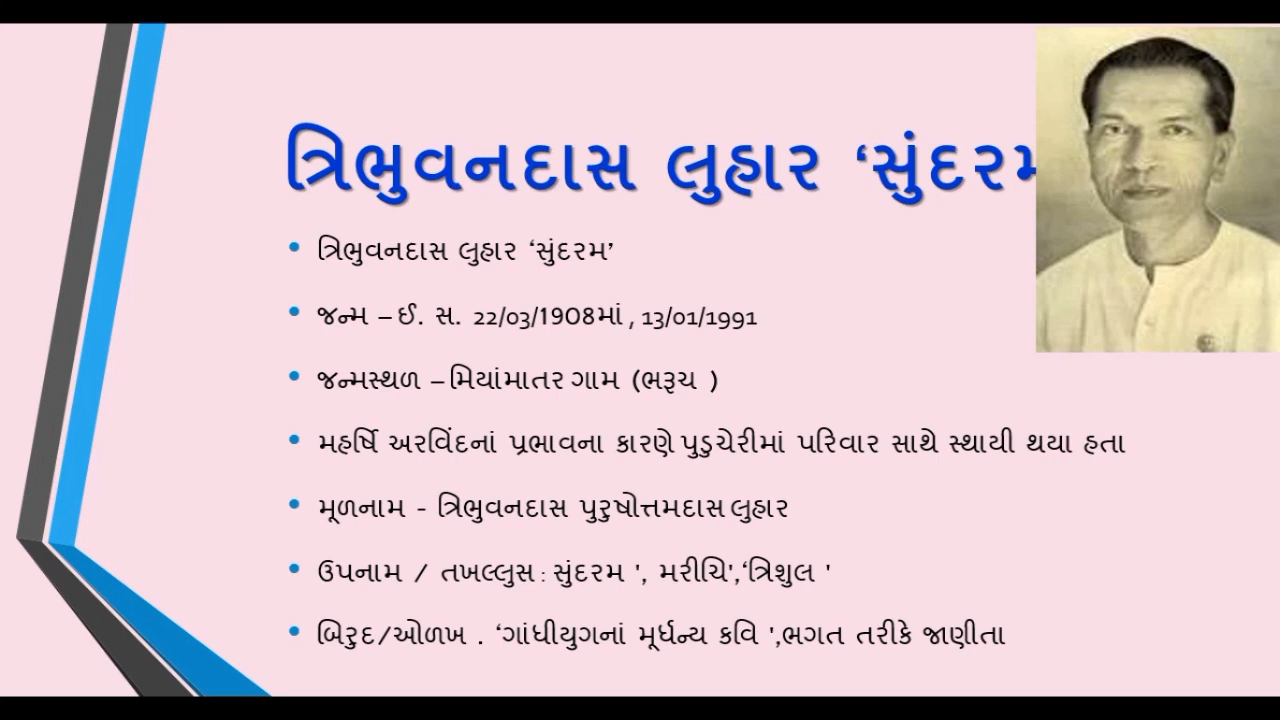 ત્રિભુવનદાસ લુહાર ‘સુંદરમ
ત્રિભુવનદાસ લુહાર ‘સુંદરમ’
જન્મ – ઈ. સ. 22/03/1908માં , 13/01/1991
જન્મસ્થળ – મિયાંમાતર ગામ (ભરૂચ )
મહર્ષિ અરવિંદનાં પ્રભાવના કારણે પુડુચેરીમાં પરિવાર સાથે સ્થાયી થયા હતા
મૂળનામ - ત્રિભુવનદાસ પુરુષોત્તમદાસ લુહાર
ઉપનામ / તખલ્લુસ : સુંદરમ ', મરીચિ',‘ત્રિશુલ '
બિરુદ/ઓળખ . ‘ગાંધીયુગનાં મૂર્ધન્ય કવિ ',ભગત તરીકે જાણીતા